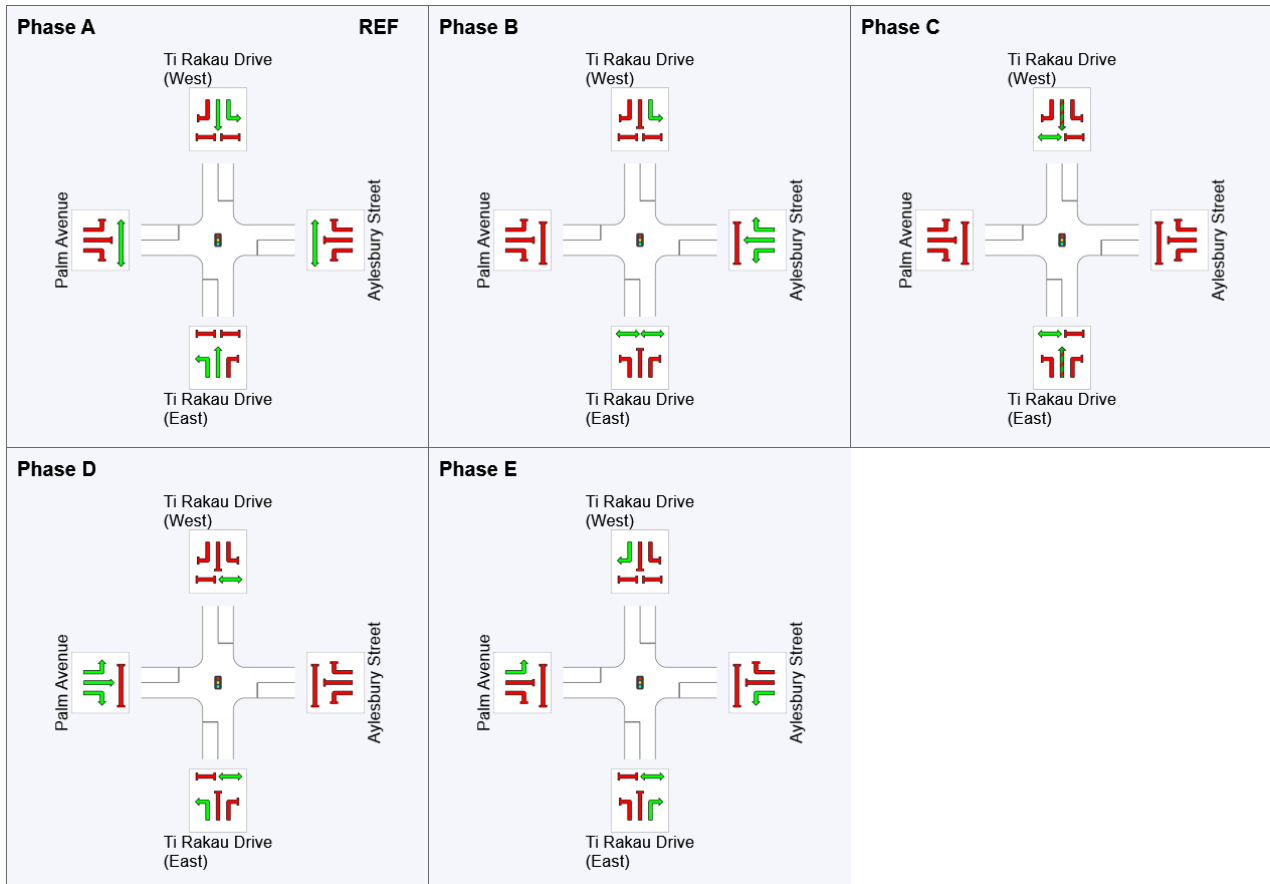 Phase A
REF
Ti Rakau Drive
(West)
Palm Avenue
Aylesbury Street
Ti Rakau Drive
(East)
Phase B
Ti Rakau Drive
(West)
Palm Avenue
Aylesbury Street
Ti Rakau Drive
(East)
Phase C
Ti Rakau Drive
(West)
Palm Avenue
Aylesbury Street
Ti Rakau Drive
(East)
Phase D
Ti Rakau Drive
(West)
Palm Avenue
Aylesbury Street
Ti Rakau Drive
(East)
Phase E
Ti Rakau Drive
(West)
Palm Avenue
Aylesbury Street
Ti Rakau Drive
(East)